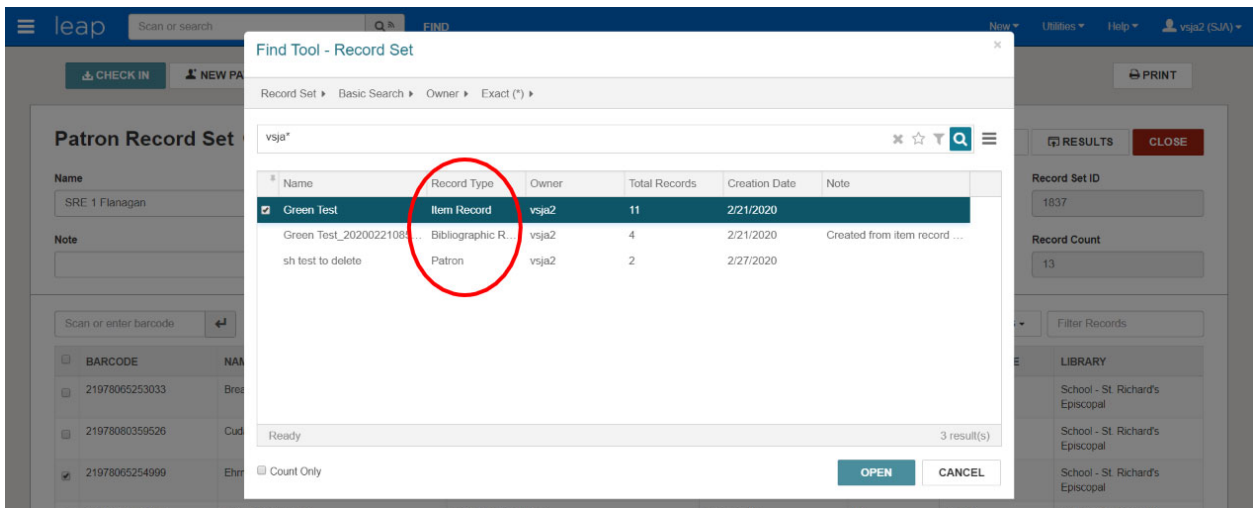 leap Scan or search FIND New Utilities Help vsja2 (SJA)
Find Tool - Record Set ×
CHECK IN NEW PA PRINT
Record Set Basic Search Owner Exact (*)
Patron Record Set vsja* RESULTS CLOSE
Name Record Set ID
SRE 1 Flanagan 1837
Name Record Type Owner Total Records Creation Date Note
Green Test Item Record vsja2 11 2/21/2020
Green Test_20200221085... Bibliographic R... vsja2 4 2/21/2020 Created from item record ...
sh test to delete Patron vsja2 2 2/27/2020
Note Record Count
13
Scan or enter barcode Filter Records
BARCODE NAM E LIBRARY
21978065253033 Brea School - St. Richard's
Episcopal
21978080359526 Cud School - St. Richard's
Episcopal
Ready 3 result(s)
21978065254999 Ehr School - St. Richard's
Episcopal
Count Only OPEN CANCEL